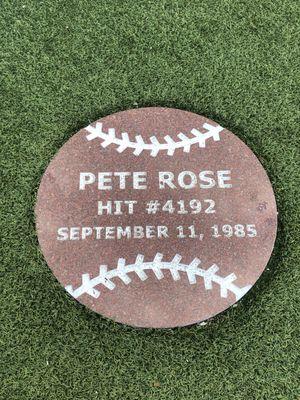 PETE ROSE
HIT #4192
SEPTEMBER 11, 1985